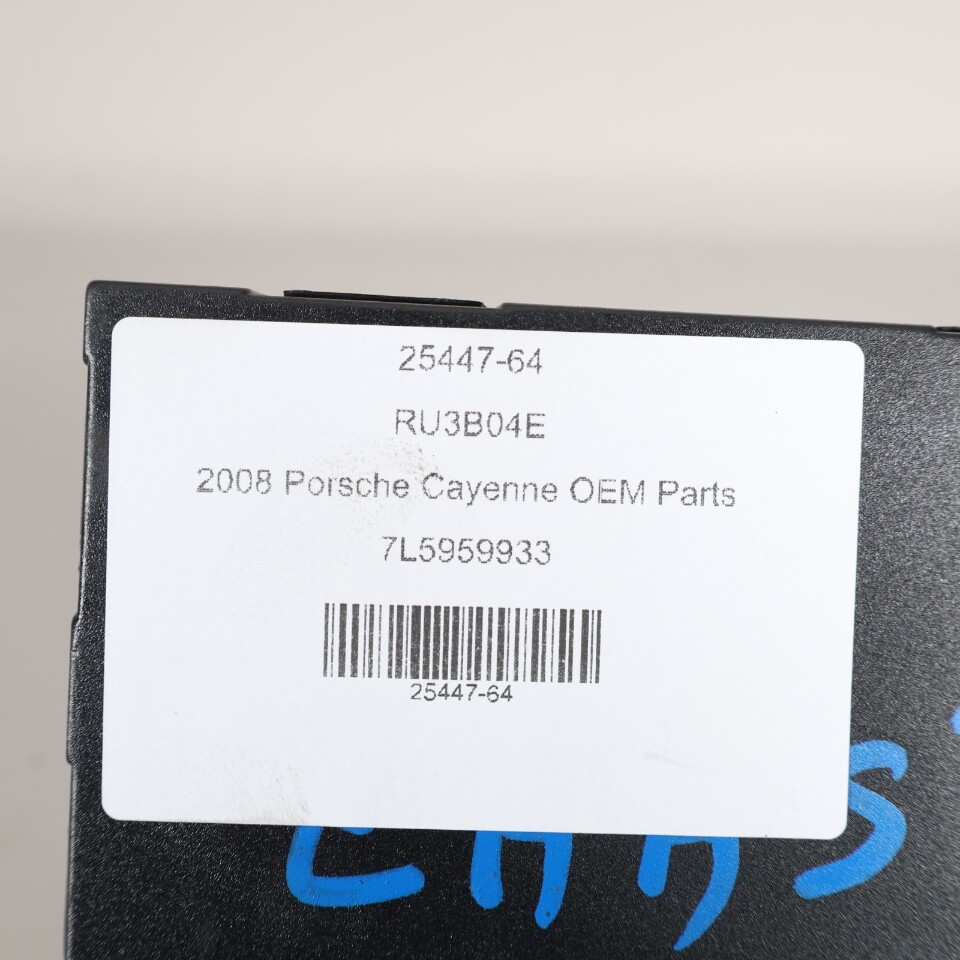 25447-64
RU3B04E
2008 Porsche Cayenne OEM Parts
7L5959933
25447-64